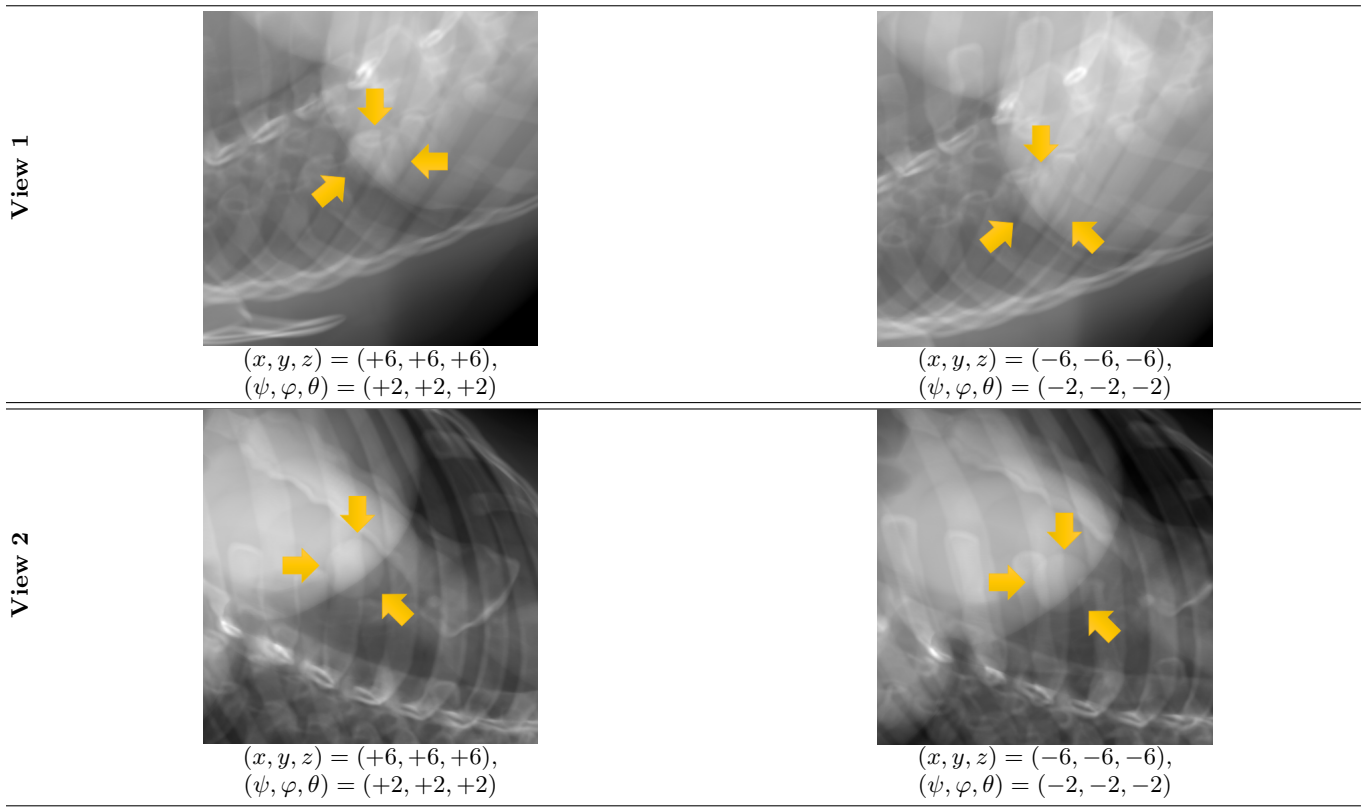 View 1
(x, y, z) = (+6, +6, +6),
(ψ, φ, θ) = (+2, +2, +2)
(x, y, z) = (−6, −6, −6),
(ψ, φ, θ) = (−2, −2, −2)
View 2
(x, y, z) = (+6, +6, +6),
(ψ, φ, θ) = (+2, +2, +2)
(x, y, z) = (−6, −6, −6),
(ψ, φ, θ) = (−2, −2, −2)